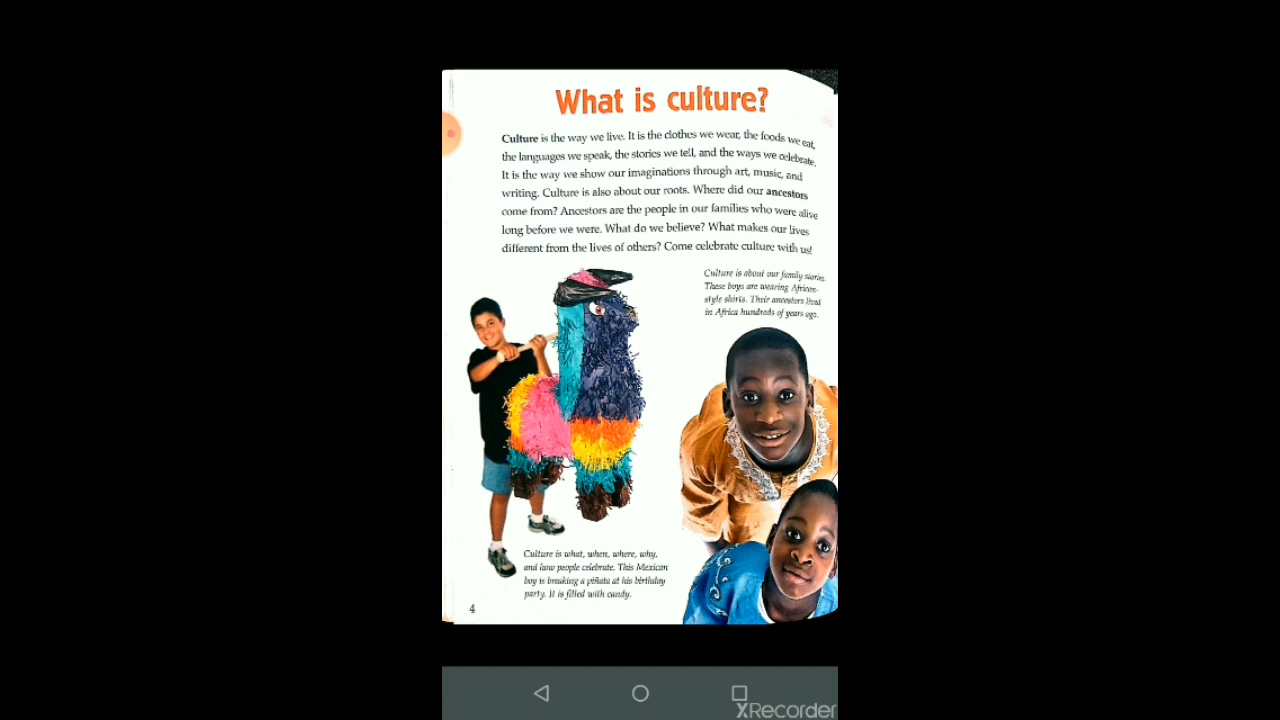 What is culture?
Culture is the way we live. It is the clothes we wear, the foods we eat,
the languages we speak, the stories we tell, and the ways we celebrate.
It is the way we show our imaginations through art, music, and
writing. Culture is also about our roots. Where did our ancestors
come from? Ancestors are the people in our families who were alive
long before we were. What do we believe? What makes our lives
different from the lives of others? Come celebrate culture with us!
Culture is about our family stories.
These boys are wearing African-
style shirts. Their ancestors lived
in Africa hundreds of years ago.
Culture is what, when, where, why,
and how people celebrate. This Mexican
boy is breaking a piñata at his birthday
party. It is filled with candy.
4
XRecorder